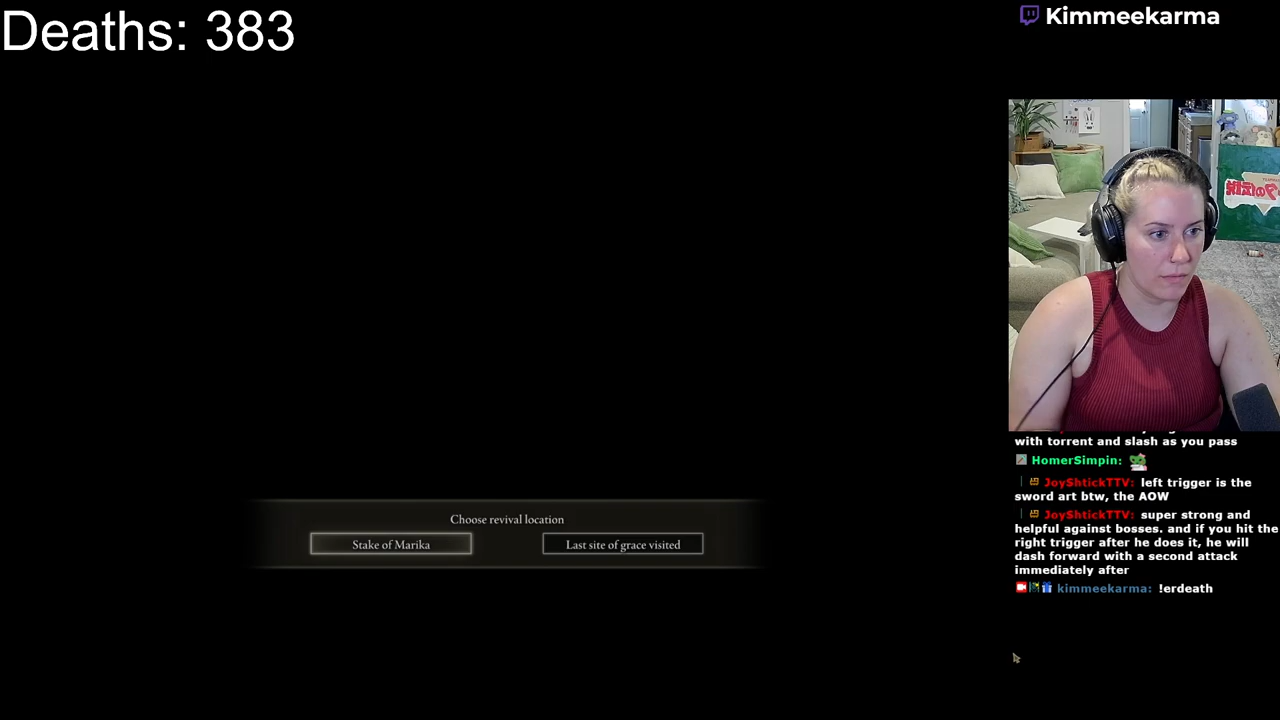 Deaths: 383
Kimmeekarma
with torrent and slash as you pass
HomerSimpin:
JoyShtickTTV: left trigger is the
sword art btw, the AOW
JoyShtickTTV: super strong and
helpful against bosses. and if you hit the
right trigger after he does it, he will
dash forward with a second attack
immediately after
kimmeekarma: !erdeath
Choose revival location
Stake of Marika
Last site of grace visited